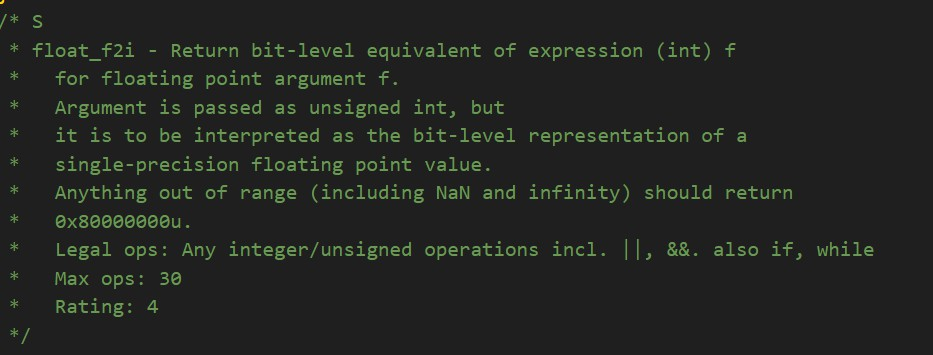 /* S
 * float_f2i - Return bit-level equivalent of expression (int) f
 *   for floating point argument f.
 *   Argument is passed as unsigned int, but
 *   it is to be interpreted as the bit-level representation of a
 *   single-precision floating point value.
 *   Anything out of range (including NaN and infinity) should return
 *   0x80000000u.
 *   Legal ops: Any integer/unsigned operations incl. ||, &&. also if, while
 *   Max ops: 30
 *   Rating: 4
 */